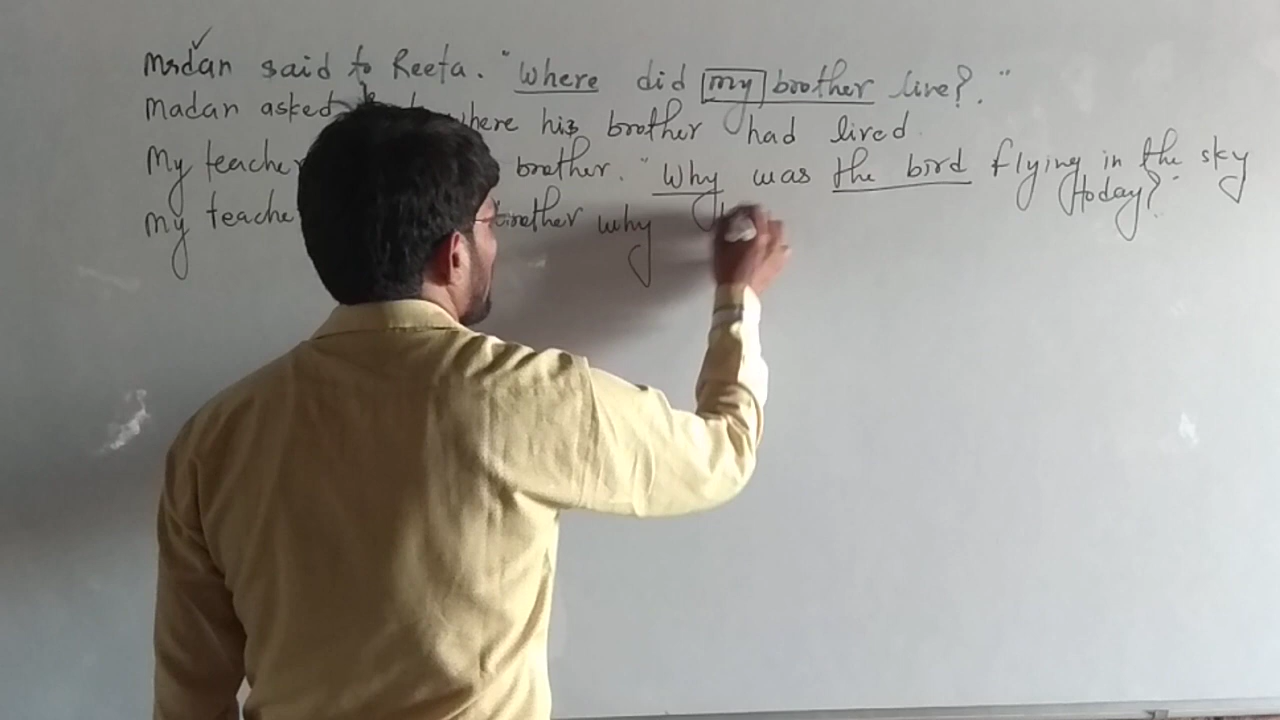 Madan said to Reeta. "Where did my brother live?."
Madan asked where his brother had lived.
My teacher brother. "Why was the bird flying in the sky
today?"
My teache brother why